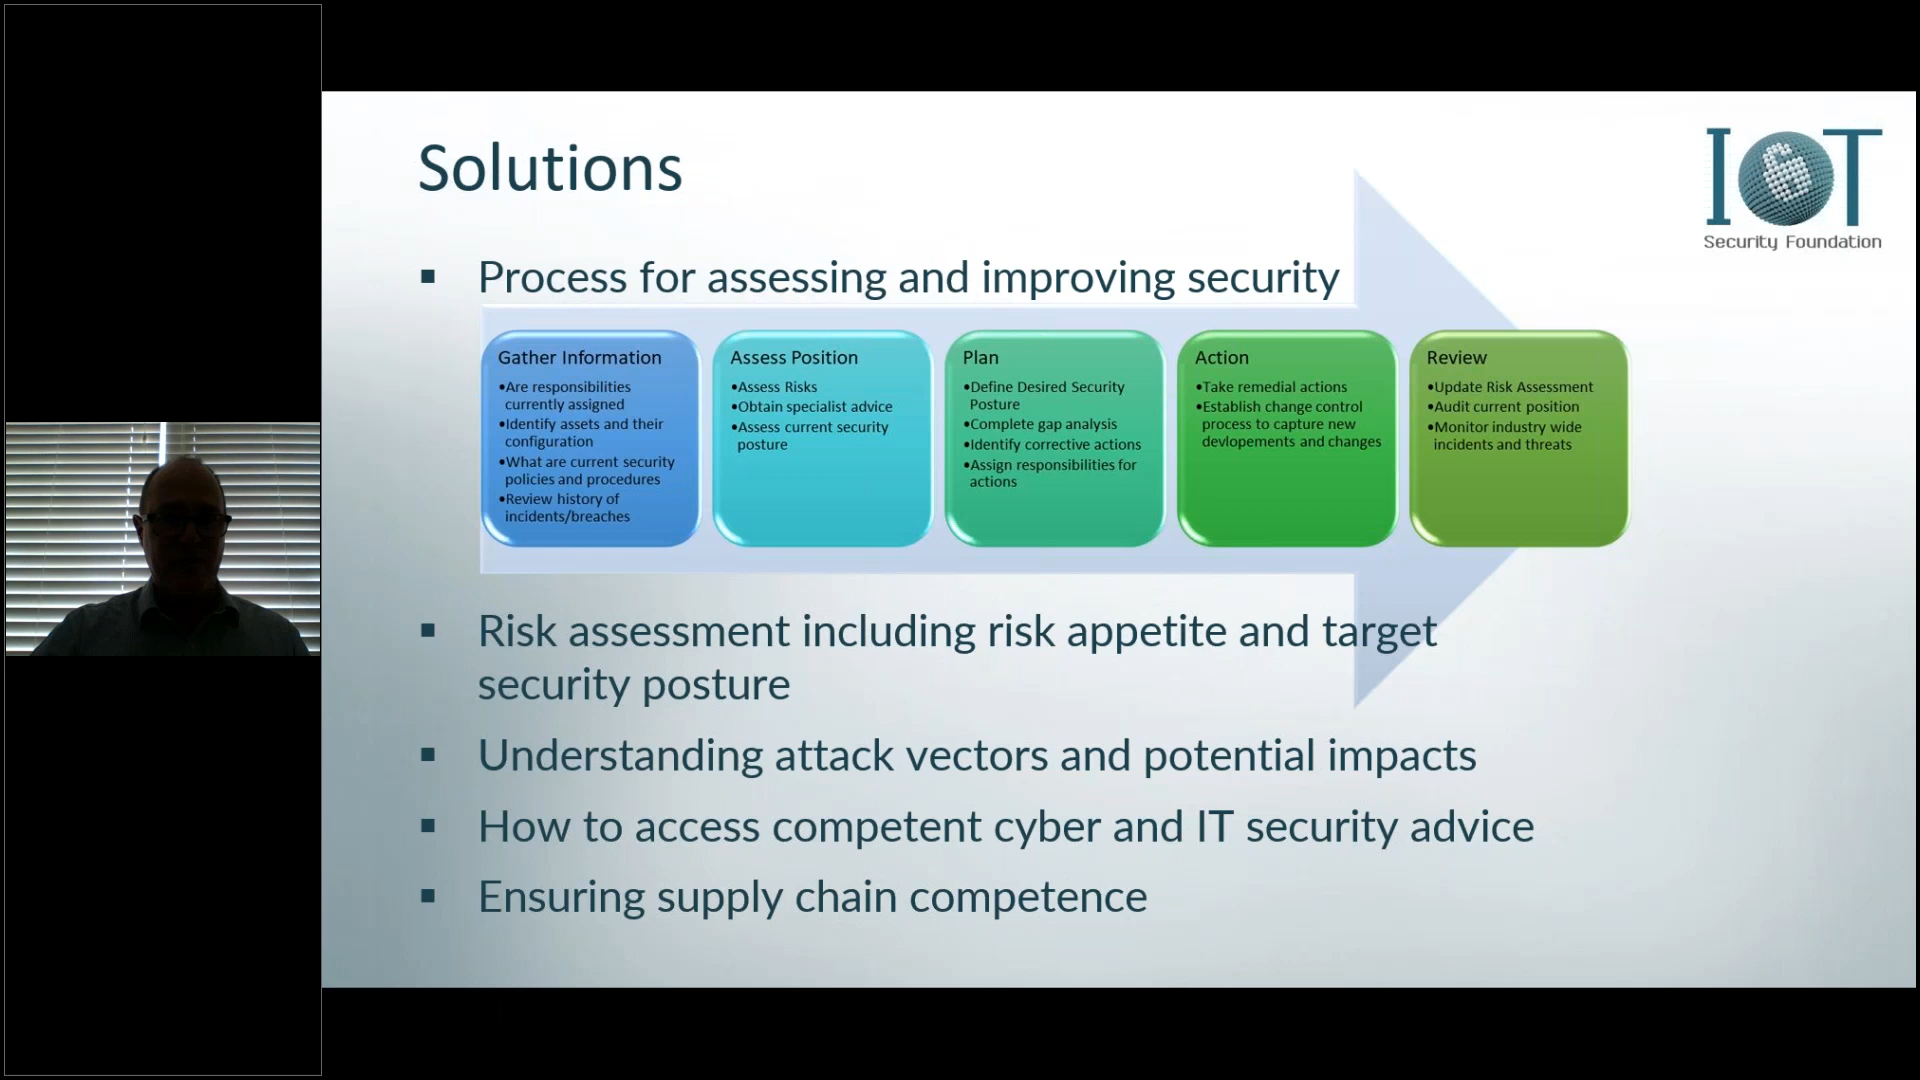 Solutions
IOT
Security Foundation
▪ Process for assessing and improving security
Gather Information
•Are responsibilities
currently assigned
•Identify assets and their
configuration
•What are current security
policies and procedures
•Review history of
incidents/breaches
Assess Position
•Assess Risks
•Obtain specialist advice
•Assess current security
posture
Plan
•Define Desired Security
Posture
•Complete gap analysis
•Identify corrective actions
•Assign responsibilities for
actions
Action
•Take remedial actions
•Establish change control
process to capture new
devlopements and changes
Review
•Update Risk Assessment
•Audit current position
•Monitor industry wide
incidents and threats
▪ Risk assessment including risk appetite and target
security posture
▪ Understanding attack vectors and potential impacts
▪ How to access competent cyber and IT security advice
▪ Ensuring supply chain competence